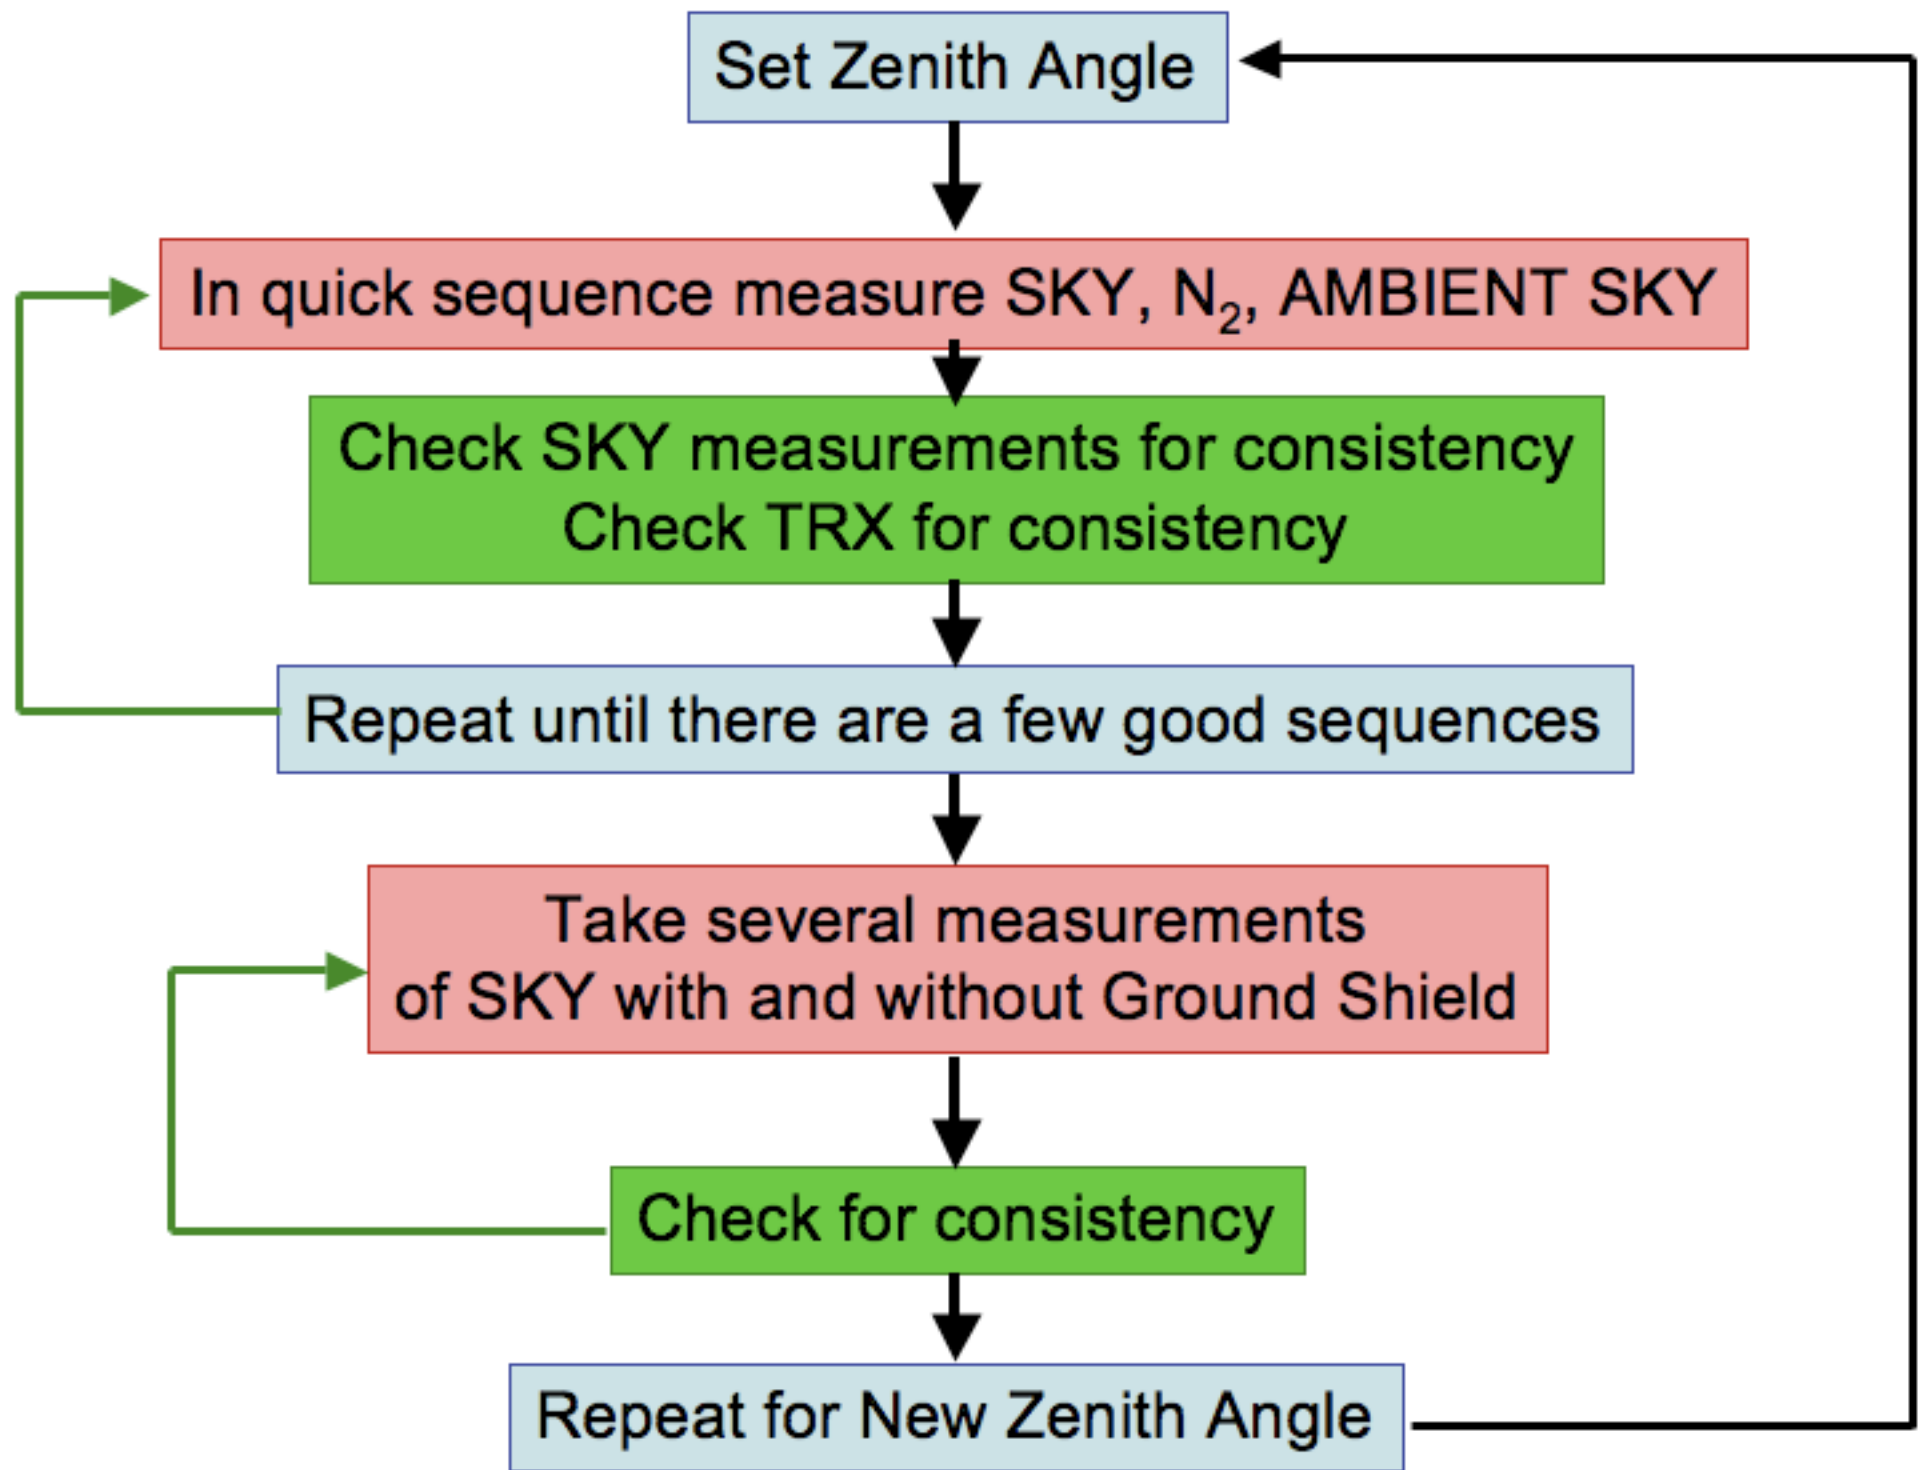 Set Zenith Angle
In quick sequence measure SKY, N₂, AMBIENT SKY
Check SKY measurements for consistency
Check TRX for consistency
Repeat until there are a few good sequences
Take several measurements
of SKY with and without Ground Shield
Check for consistency
Repeat for New Zenith Angle